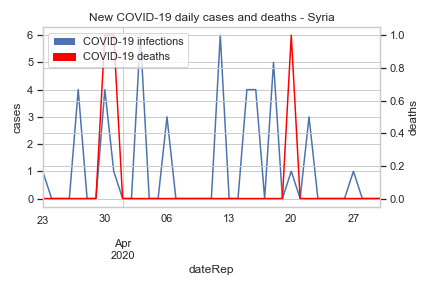 New COVID-19 daily cases and deaths - Syria
COVID-19 infections
COVID-19 deaths
6
5
4
3
2
1
0
cases
1.0
0.8
0.6
0.4
0.2
0.0
deaths
23 30 06 13 20 27
Apr
2020
dateRep